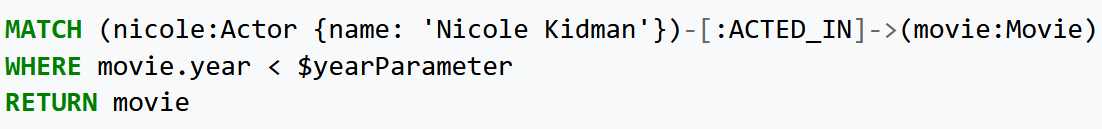 MATCH (nicole:Actor {name: 'Nicole Kidman'})-[:ACTED_IN]->(movie:Movie)
WHERE movie.year < $yearParameter
RETURN movie